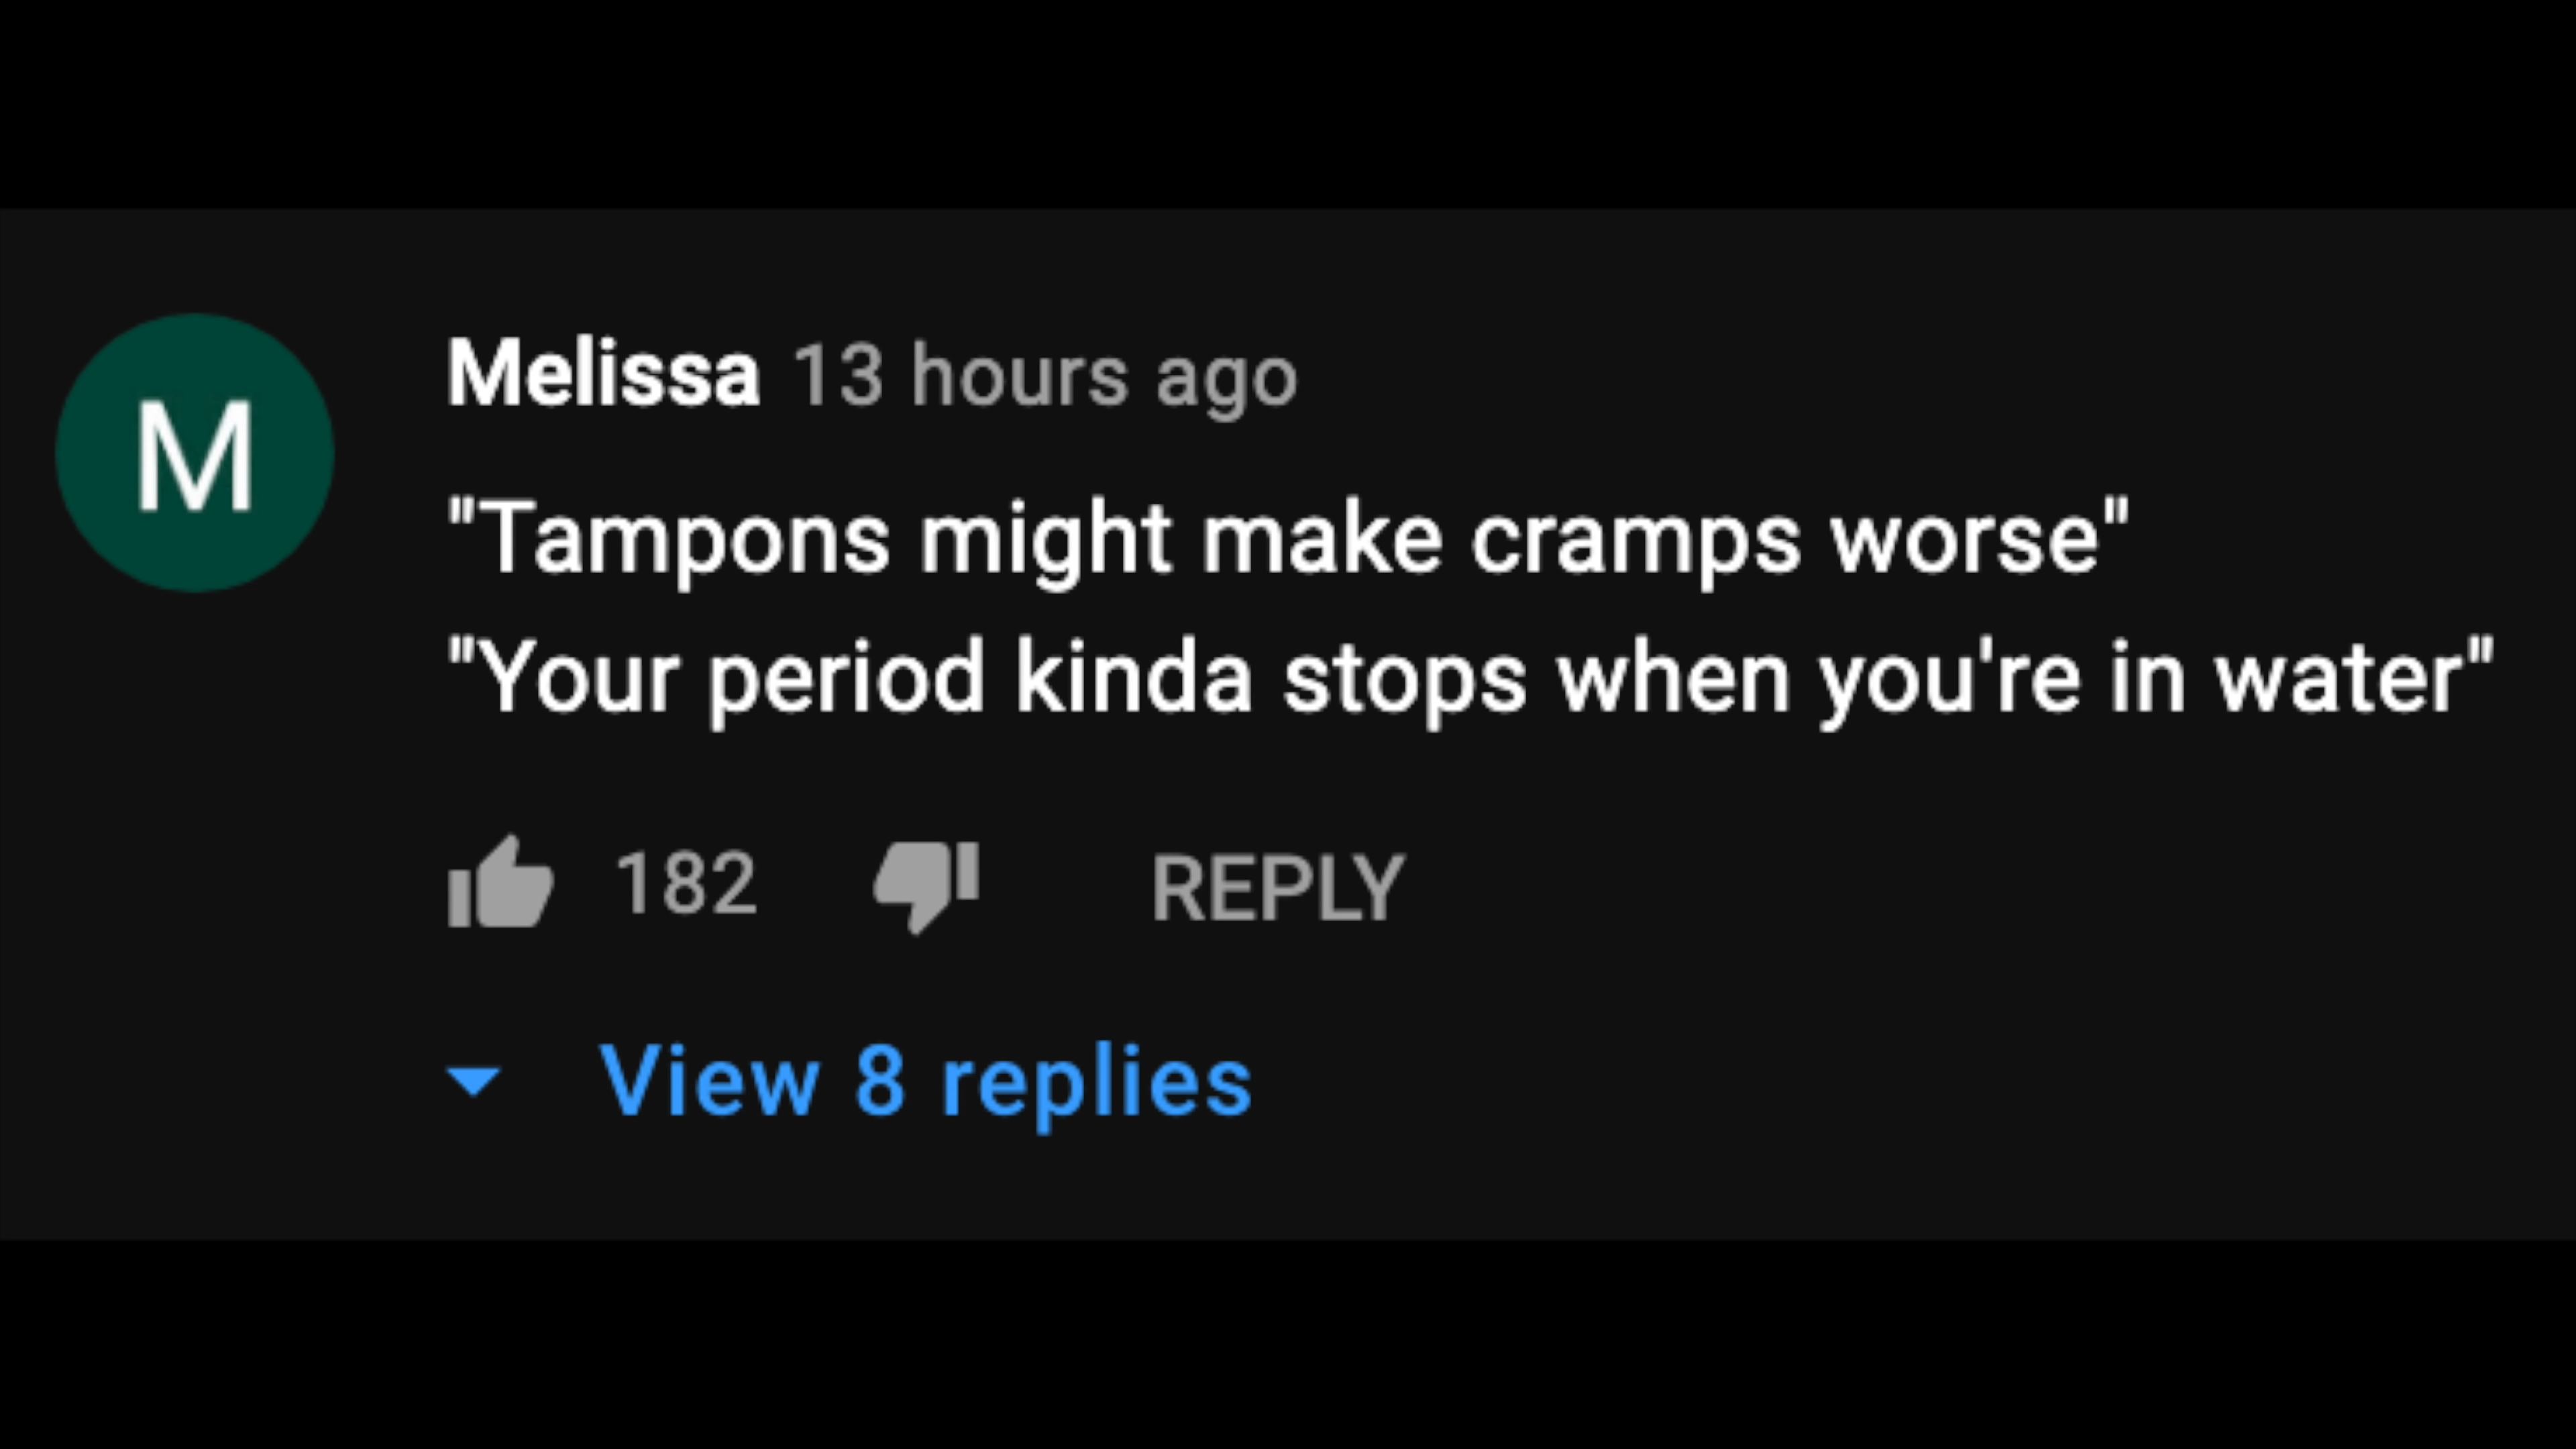 M
Melissa 13 hours ago
"Tampons might make cramps worse"
"Your period kinda stops when you're in water"
182 REPLY
View 8 replies